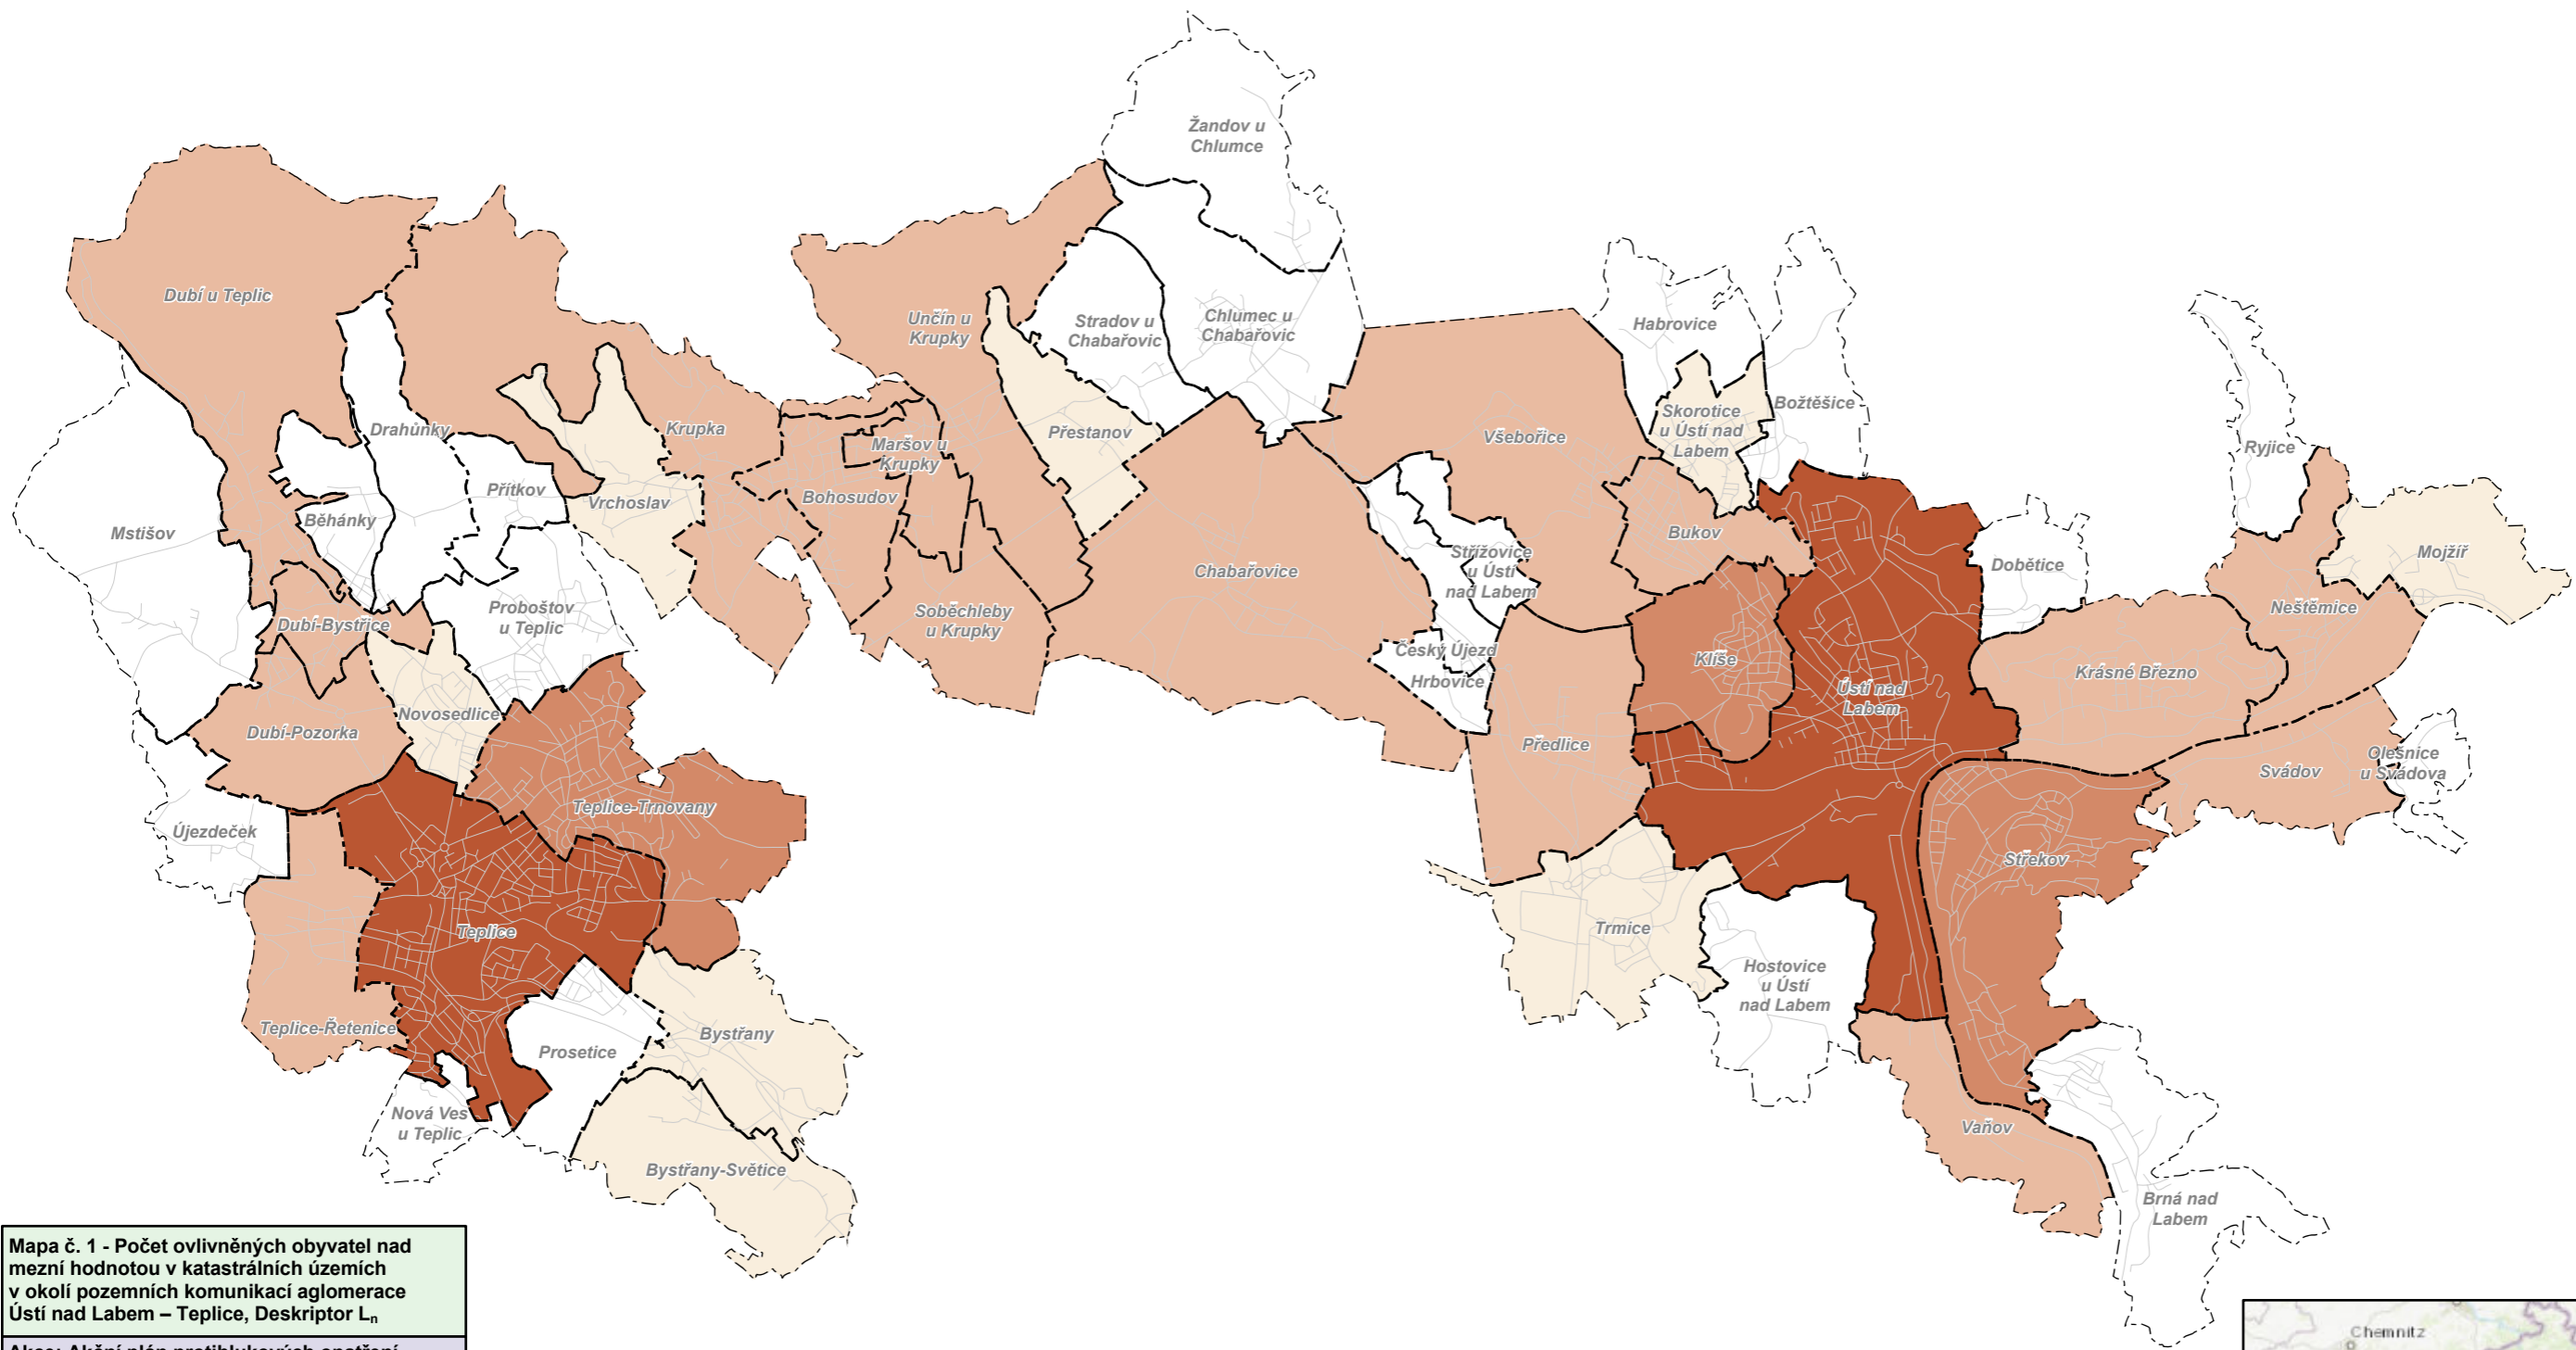 Žandov u
Chlumce
Dubí u Teplic
Unčín u
Krupky
Stradov u
Chabařovic
Chlumec u
Chabařovic
Habrovice
Božtěšice
Skorotice
u Ústí nad
Labem
Drahůnky
Krupka
Maršov u
Krupky
Přestanov
Všebořice
Ryjice
Přítkov
Vrchoslav
Bohosudov
Mstišov
Běhánky
Bukov
Střížovice
u Ústí
nad Labem
Chabařovice
Dobětice
Mojžíř
Neštěmice
Dubí-Bystřice
Proboštov
u Teplic
Soběchleby
u Krupky
Český Újezd
Hrbovice
Klíše
Krásné Březno
Ústí nad
Labem
Novosedlice
Dubí-Pozorka
Předlice
Svádov
Olešnice
u Svádova
Teplice-Trnovany
Újezdeček
Střekov
Teplice
Trmice
Hostovice
u Ústí
nad Labem
Teplice-Řetenice
Prosetice
Bystřany
Nová Ves
u Teplic
Vaňov
Bystřany-Světice
Brná nad
Labem
Mapa č. 1 - Počet ovlivněných obyvatel nad
mezní hodnotou v katastrálních územích
v okolí pozemních komunikací aglomerace
Ústí nad Labem – Teplice, Deskriptor Ln
Akce: Akční plán protihlukových opatření
Chemnitz